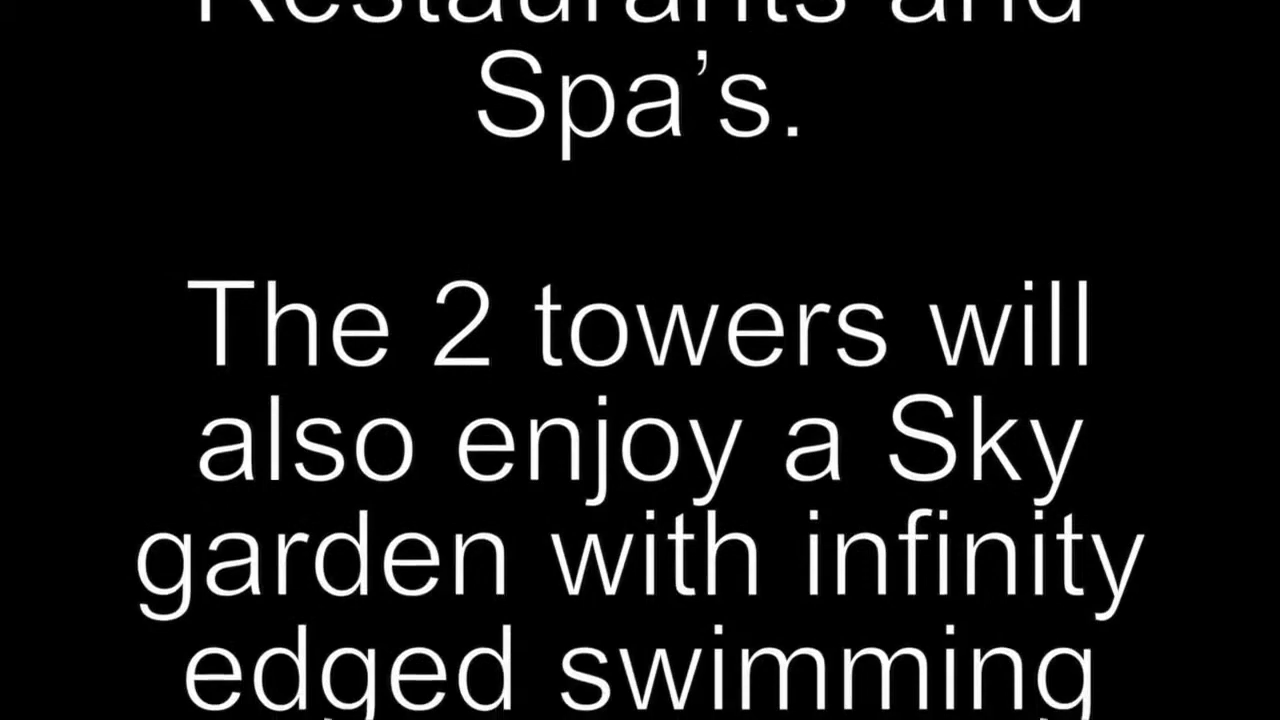 Restaurants and
Spa’s.
The 2 towers will
also enjoy a Sky
garden with infinity
edged swimming